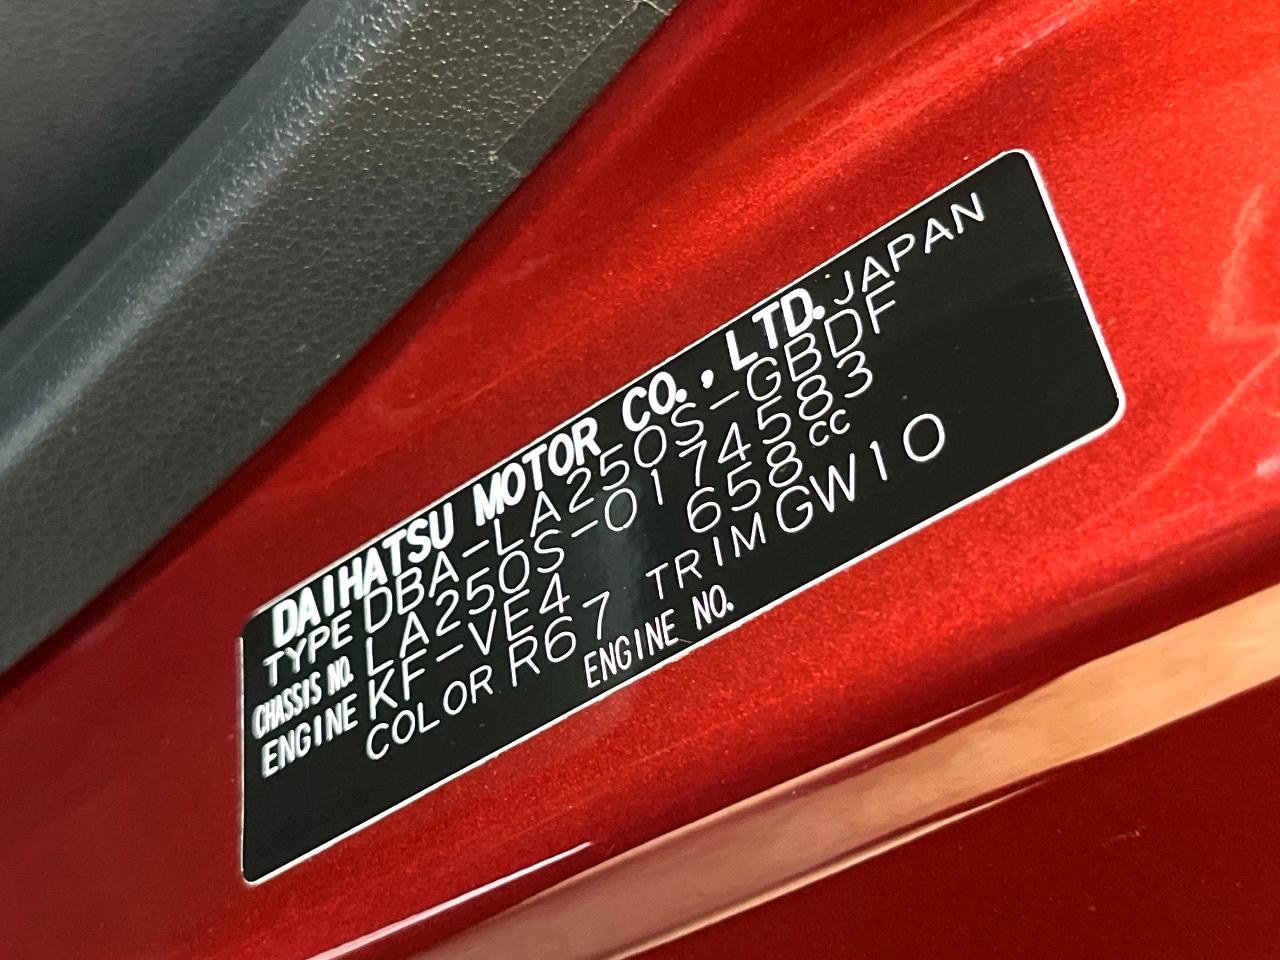 DAIHATSU MOTOR CO., LTD. JAPAN
TYPE DBA-LA250S-GBDF
CHASSIS NO. LA250S-0174583
ENGINE KF-VE4 658cc
COLOR R67 TRIM GW10
ENGINE NO.